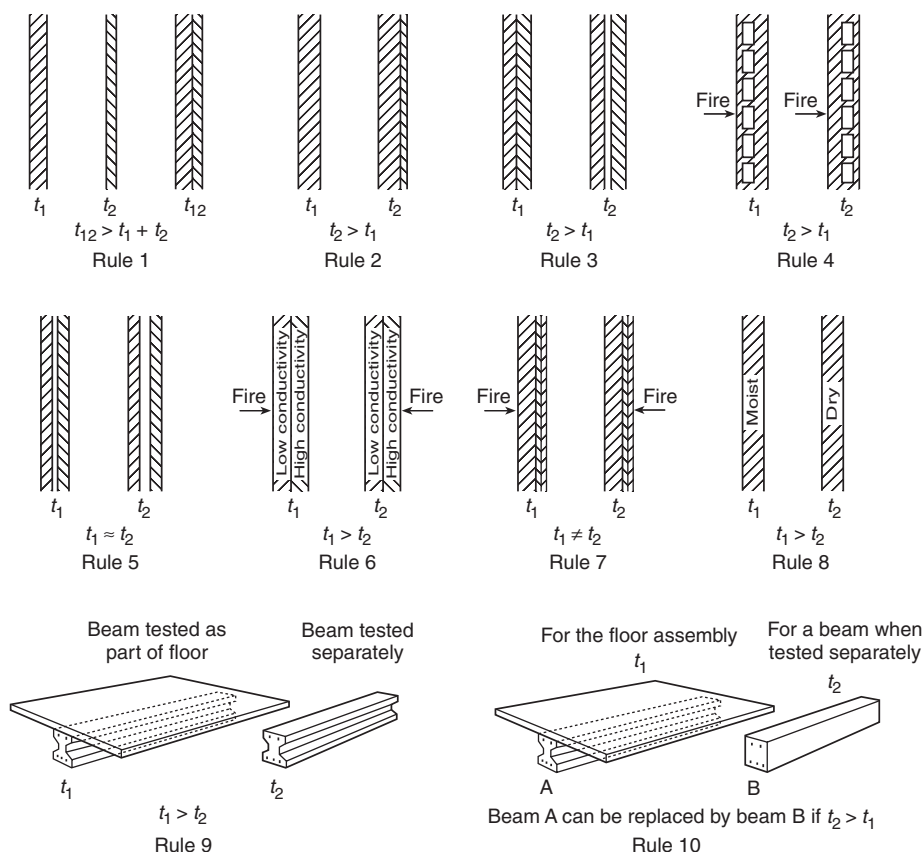 Fire
Fire
t₁
t₂
t₁₂
t₁
t₂
t₁
t₂
t₁
t₂
t₁₂ > t₁ + t₂
t₂ > t₁
t₂ > t₁
t₂ > t₁
Rule 1
Rule 2
Rule 3
Rule 4
Fire
Low conductivity
High conductivity
Low conductivity
High conductivity
Fire
Fire
Fire
Moist
Dry
t₁
t₂
t₁
t₂
t₁
t₂
t₁
t₂
t₁ ≈ t₂
t₁ > t₂
t₁ ≠ t₂
t₁ > t₂
Rule 5
Rule 6
Rule 7
Rule 8
Beam tested as
part of floor
Beam tested
separately
t₁
t₂
t₁ > t₂
Rule 9
For the floor assembly
t₁
For a beam when
tested separately
t₂
A
B
Beam A can be replaced by beam B if t₂ > t₁
Rule 10